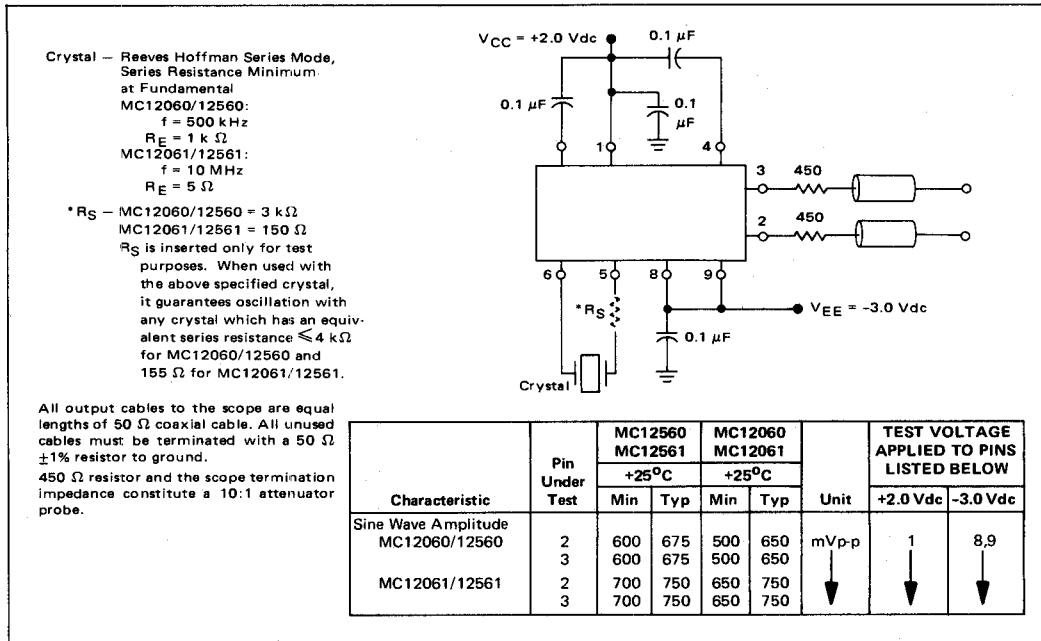 Crystal — Reeves Hoffman Series Mode,
Series Resistance Minimum
at Fundamental
MC12060/12560:
f = 500 kHz
RE = 1 k Ω
MC12061/12561:
f = 10 MHz
RE = 5 Ω
*RS — MC12060/12560 = 3 kΩ
MC12061/12561 = 150 Ω
RS is inserted only for test
purposes. When used with
the above specified crystal,
it guarantees oscillation with
any crystal which has an equiv-
alent series resistance ≤4 kΩ
for MC12060/12560 and
155 Ω for MC12061/12561.
All output cables to the scope are equal
lengths of 50 Ω coaxial cable. All unused
cables must be terminated with a 50 Ω
±1% resistor to ground.
450 Ω resistor and the scope termination
impedance constitute a 10:1 attenuator
probe.
VCC = +2.0 Vdc
0.1 μF
0.1 μF
0.1
μF
1
4
3
450
2
450
6
5
8
9
*RS
VEE = -3.0 Vdc
0.1 μF
Crystal
MC12560 MC12060 TEST VOLTAGE
MC12561 MC12061 APPLIED TO PINS
Pin Under Test +25°C +25°C LISTED BELOW
Characteristic Min Typ Min Typ Unit +2.0 Vdc -3.0 Vdc
Sine Wave Amplitude
MC12060/12560 2 600 675 500 650 mVp-p 1 8,9
3 600 675 500 650
MC12061/12561 2 700 750 650 750
3 700 750 650 750